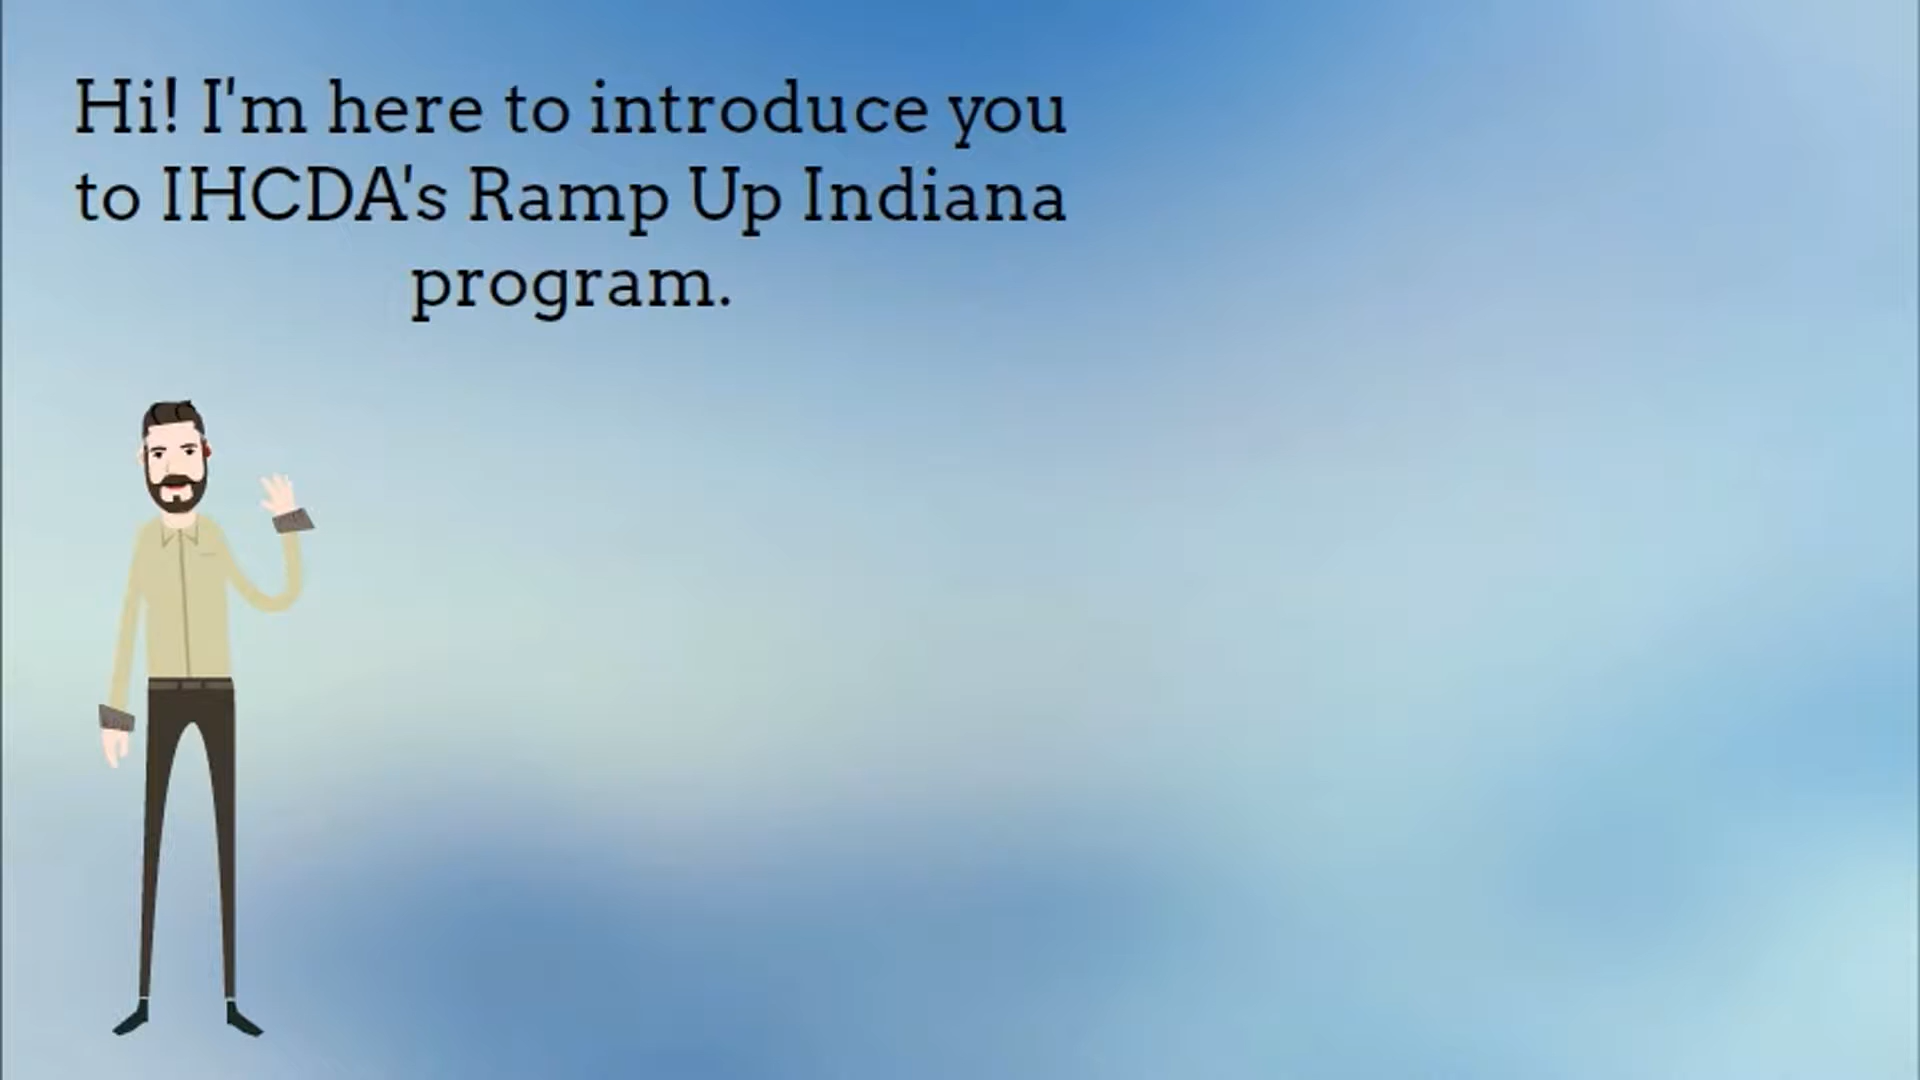 Hi! I'm here to introduce you
to IHCDA's Ramp Up Indiana
program.